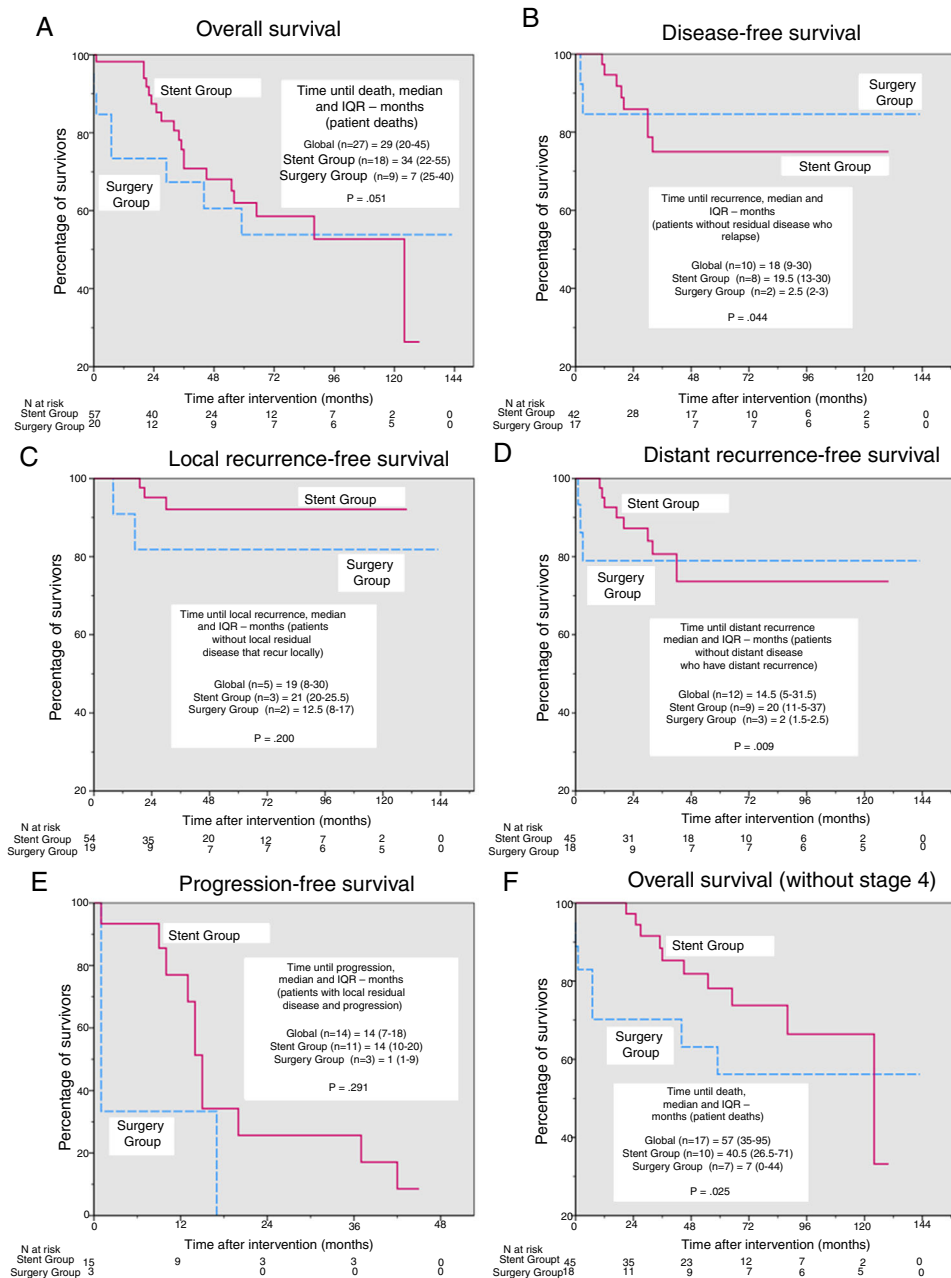 A
Overall survival
Percentage of survivors
100
80
60
40
20
Stent Group
Surgery
Group
Time until death, median
and IQR – months
(patient deaths)
Global (n=27) = 29 (20-45)
Stent Group (n=18) = 34 (22-55)
Surgery Group (n=9) = 7 (25-40)
P = .051
0 24 48 72 96 120 144
Time after intervention (months)
N at risk
Stent Group 57 40 24 12 7 2 0
Surgery Group 20 12 9 7 6 5 0
B
Disease-free survival
Percentage of survivors
100
80
60
40
20
Surgery
Group
Stent Group
Time until recurrence, median and
IQR – months
(patients without residual disease who
relapse)
Global (n=10) = 18 (9-30)
Stent Group (n=8) = 19.5 (13-30)
Surgery Group (n=2) = 2.5 (2-3)
P = .044
0 24 48 72 96 120 144
Time after intervention (months)
N at risk
Stent Group 42 28 17 10 6 2 0
Surgery Group 17 7 7 6 5 0
C
Local recurrence-free survival
Percentage of survivors
100
80
60
40
20
Stent Group
Surgery
Group
Time until local recurrence, median
and IQR – months (patients
without local residual
disease that recur locally)
Global (n=5) = 19 (8-30)
Stent Group (n=3) = 21 (20-25.5)
Surgery Group (n=2) = 12.5 (8-17)
P = .200
0 24 48 72 96 120 144
Time after intervention (months)
N at risk
Stent Group 54 35 20 12 7 2 0
Surgery Group 19 9 7 7 6 5 0
D
Distant recurrence-free survival
Percentage of survivors
100
80
60
40
20
Stent Group
Surgery
Group
Time until distant recurrence
median and IQR – months (patients
without distant disease
who have distant recurrence)
Global (n=12) = 14.5 (5-31.5)
Stent Group (n=9) = 20 (11-5-37)
Surgery Group (n=3) = 2 (1.5-2.5)
P = .009
0 24 48 72 96 120 144
Time after intervention (months)
N at risk
Stent Group 45 31 18 10 6 2 0
Surgery Group 18 9 7 7 6 5 0
E
Progression-free survival
Percentage of survivors
100
80
60
40
20
0
Stent Group
Surgery
Group
Time until progression,
median and IQR – months
(patients with local residual
disease and progression)
Global (n=14) = 14 (7-18)
Stent Group (n=11) = 14 (10-20)
Surgery Group (n=3) = 1 (1-9)
P = .291
0 12 24 36 48
Time after intervention (months)
N at risk
Stent Group 15 9 3 3 0
Surgery Group 3 0 0 0
F
Overall survival (without stage 4)
Percentage of survivors
100
80
60
40
20
Stent Group
Surgery
Group
Time until death,
median and IQR –
months (patient deaths)
Global (n=17) = 57 (35-95)
Stent Group (n=10) = 40.5 (26.5-71)
Surgery Group (n=7) = 7 (0-44)
P = .025
0 24 48 72 96 120 144
Time after intervention (months)
N at risk
Stent Groupt 45 35 23 12 7 2 0
Surgery Group 18 11 9 7 6 5 0